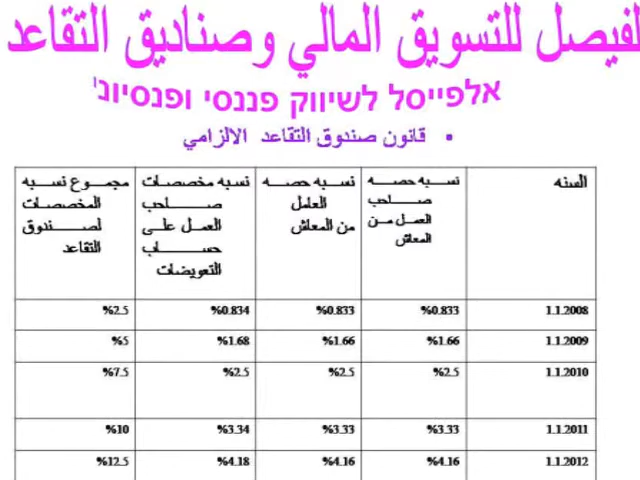 لفيصل للتسويق المالي وصناديق التقاعد
אלפייסל לשיווק פננסי ופנסיוני
• قانون صندوق التقاعد الالزامي
السنه نسبه حصه صاحب العمل من المعاش نسبه حصه العامل من المعاش نسبه مخصصات صاحب العمل على حساب التعويضات مجموع نسبه المخصصات لصندوق التقاعد
1.1.2008 %0.833 %0.833 %0.834 %2.5
1.1.2009 %1.66 %1.66 %1.68 %5
1.1.2010 %2.5 %2.5 %2.5 %7.5
1.1.2011 %3.33 %3.33 %3.34 %10
1.1.2012 %4.16 %4.16 %4.18 %12.5